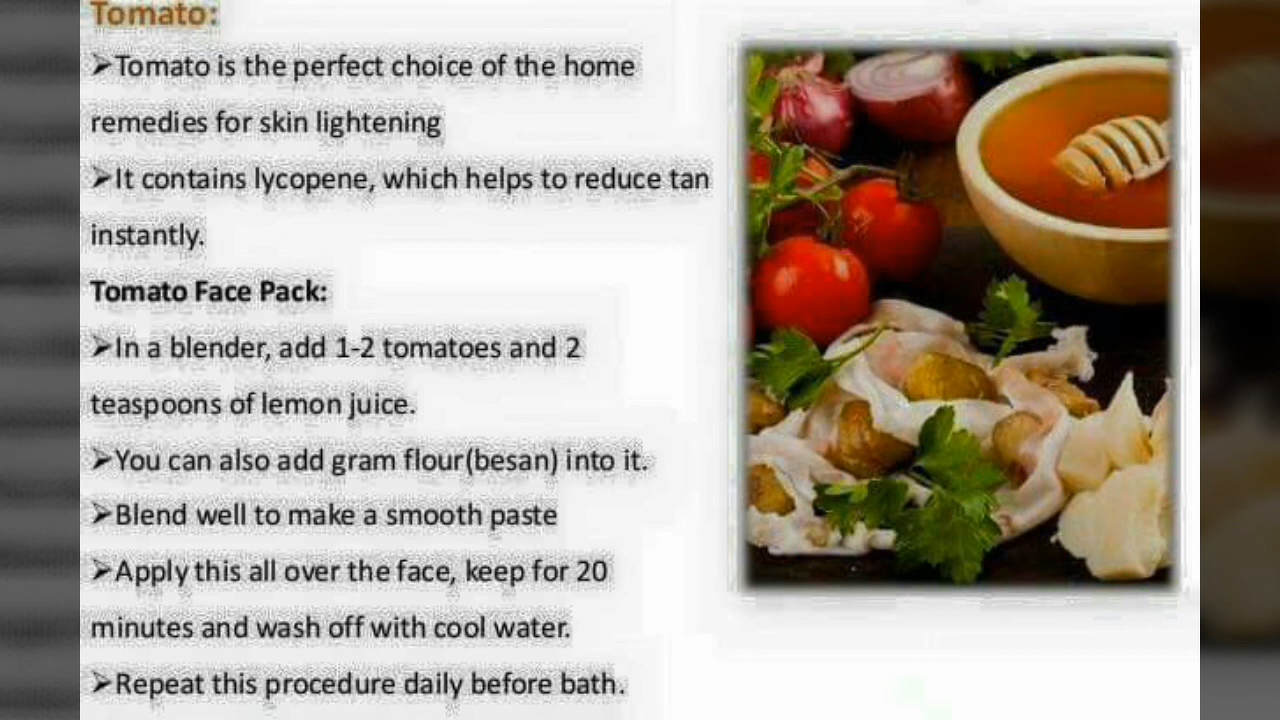 Tomato:
➢Tomato is the perfect choice of the home
remedies for skin lightening
➢It contains lycopene, which helps to reduce tan
instantly.
Tomato Face Pack:
➢In a blender, add 1-2 tomatoes and 2
teaspoons of lemon juice.
➢You can also add gram flour(besan) into it.
➢Blend well to make a smooth paste
➢Apply this all over the face, keep for 20
minutes and wash off with cool water.
➢Repeat this procedure daily before bath.